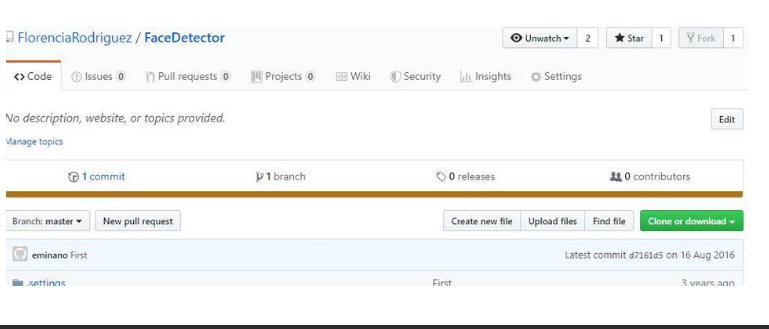 FlorenciaRodriguez / FaceDetector
Unwatch 2 Star 1 Fork 1
Code Issues 0 Pull requests 0 Projects 0 Wiki Security Insights Settings
No description, website, or topics provided. Edit
Manage topics
1 commit 1 branch 0 releases 0 contributors
Branch: master New pull request Create new file Upload files Find file Clone or download
eminano First Latest commit d7161d5 on 16 Aug 2016
.settings First 3 years ago